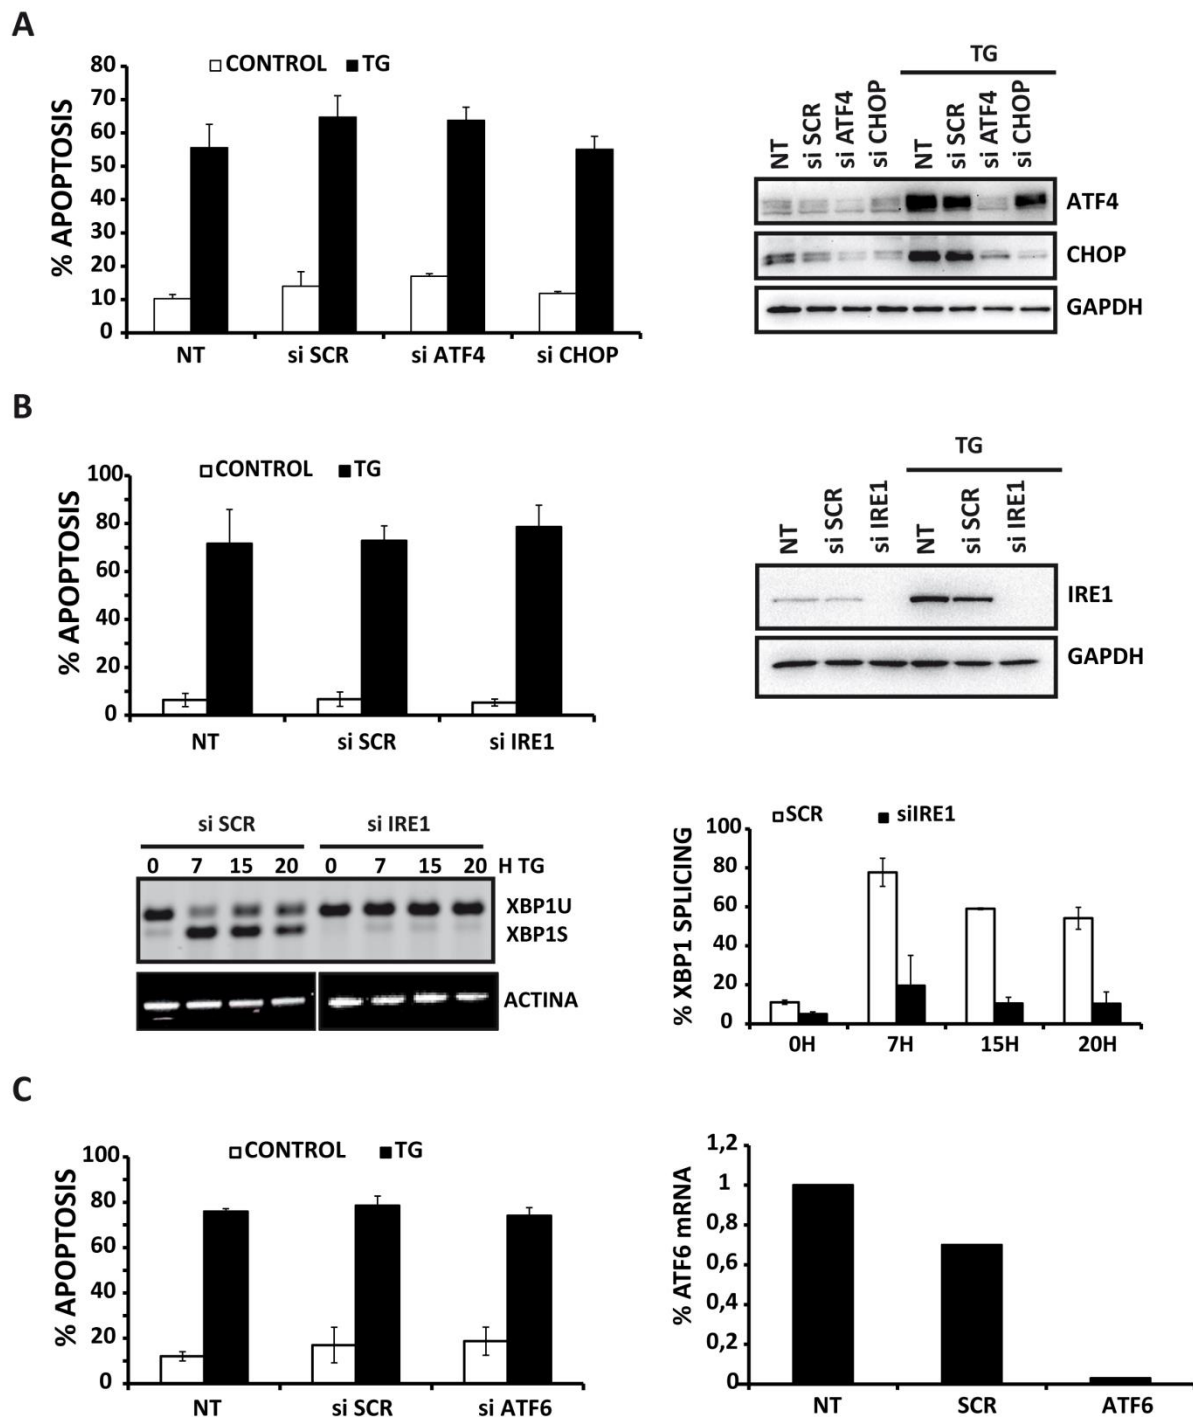 A
% APOPTOSIS
80
70
60
50
40
30
20
10
0
CONTROL TG
NT si SCR si ATF4 si CHOP
TG
NT si SCR si ATF4 si CHOP NT si SCR si ATF4 si CHOP
ATF4
CHOP
GAPDH
B
% APOPTOSIS
100
80
60
40
20
0
CONTROL TG
NT si SCR si IRE1
TG
NT si SCR si IRE1 NT si SCR si IRE1
IRE1
GAPDH
si SCR si IRE1
0 7 15 20 0 7 15 20 H TG
XBP1U
XBP1S
ACTINA
% XBP1 SPLICING
100
80
60
40
20
0
SCR siIRE1
0H 7H 15H 20H
C
% APOPTOSIS
100
80
60
40
20
0
CONTROL TG
NT si SCR si ATF6
% ATF6 mRNA
1,2
1
0,8
0,6
0,4
0,2
0
NT SCR ATF6